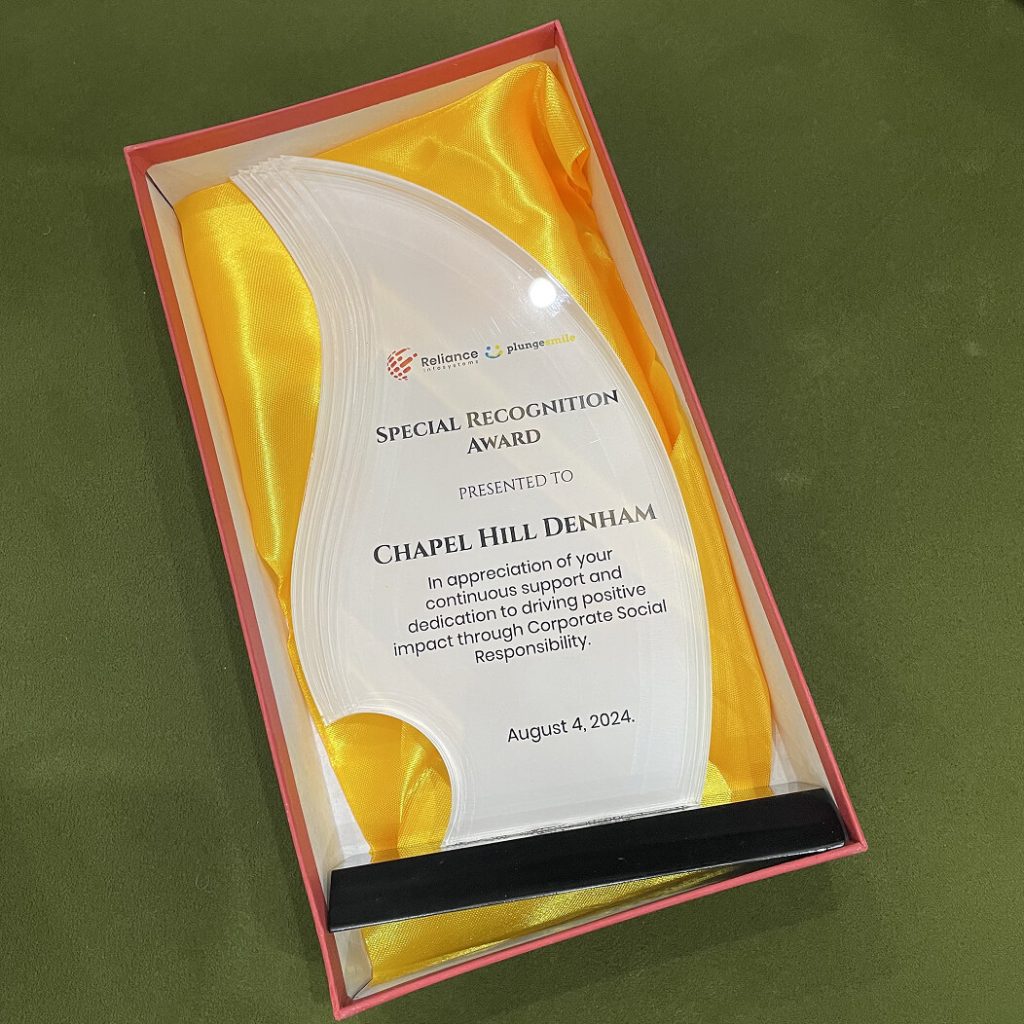 Reliance
infosystems
plungesmile
SPECIAL RECOGNITION
AWARD
PRESENTED TO
CHAPEL HILL DENHAM
In appreciation of your
continuous support and
dedication to driving positive
impact through Corporate Social
Responsibility.
August 4, 2024.